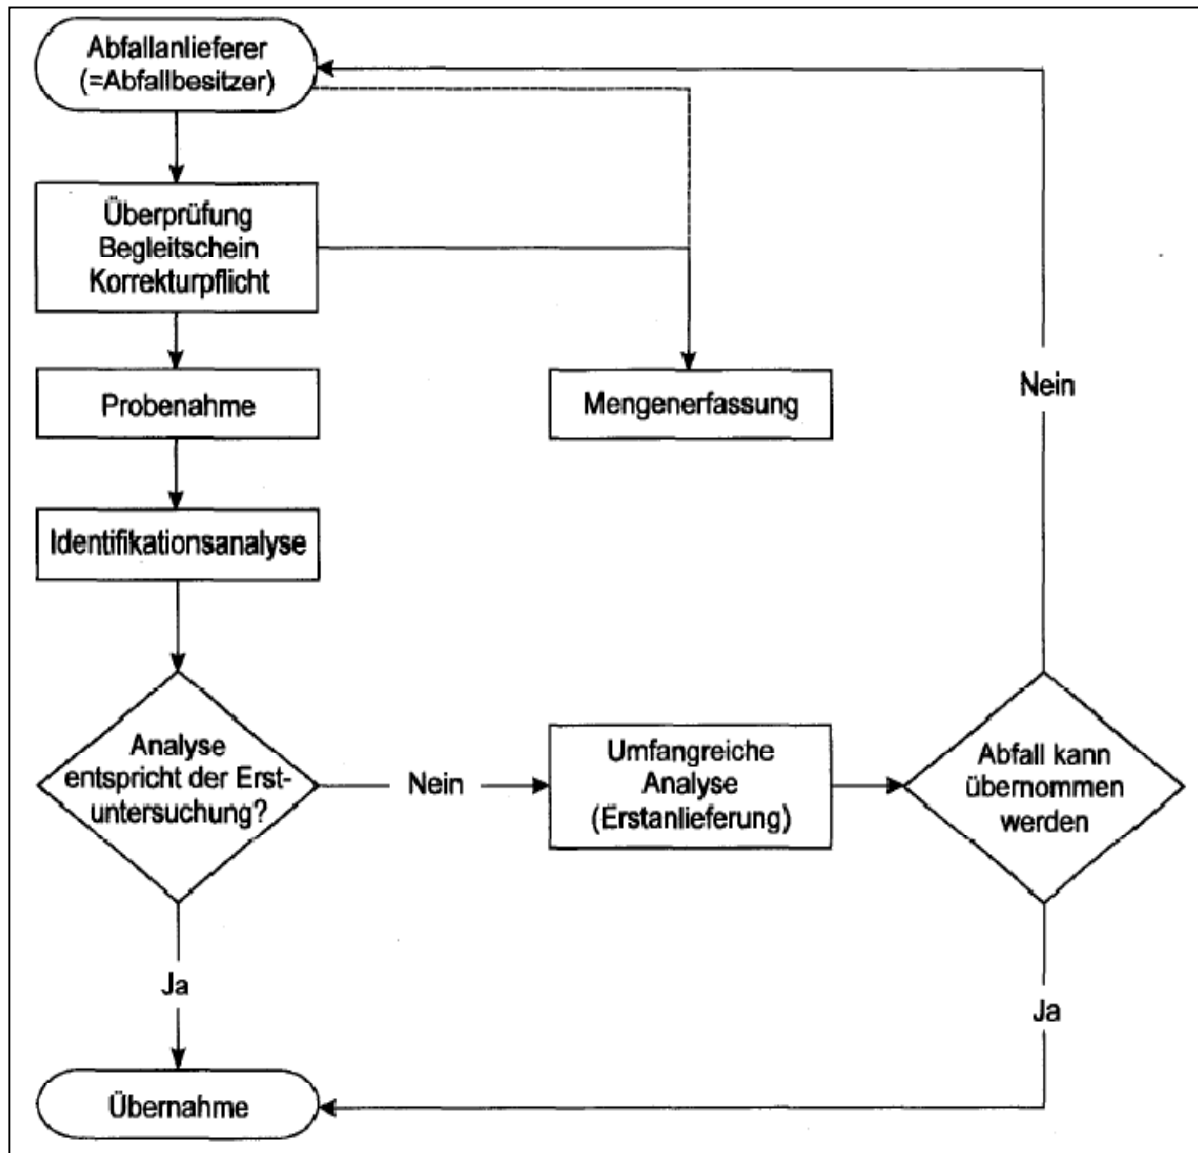 Abfallanlieferer
(=Abfallbesitzer)
Überprüfung
Begleitschein
Korrekturpflicht
Probenahme
Mengenerfassung
Nein
Identifikationsanalyse
Analyse
entspricht der Erst-
untersuchung?
Nein
Umfangreiche
Analyse
(Erstanlieferung)
Abfall kann
übernommen
werden
Ja
Ja
Übernahme